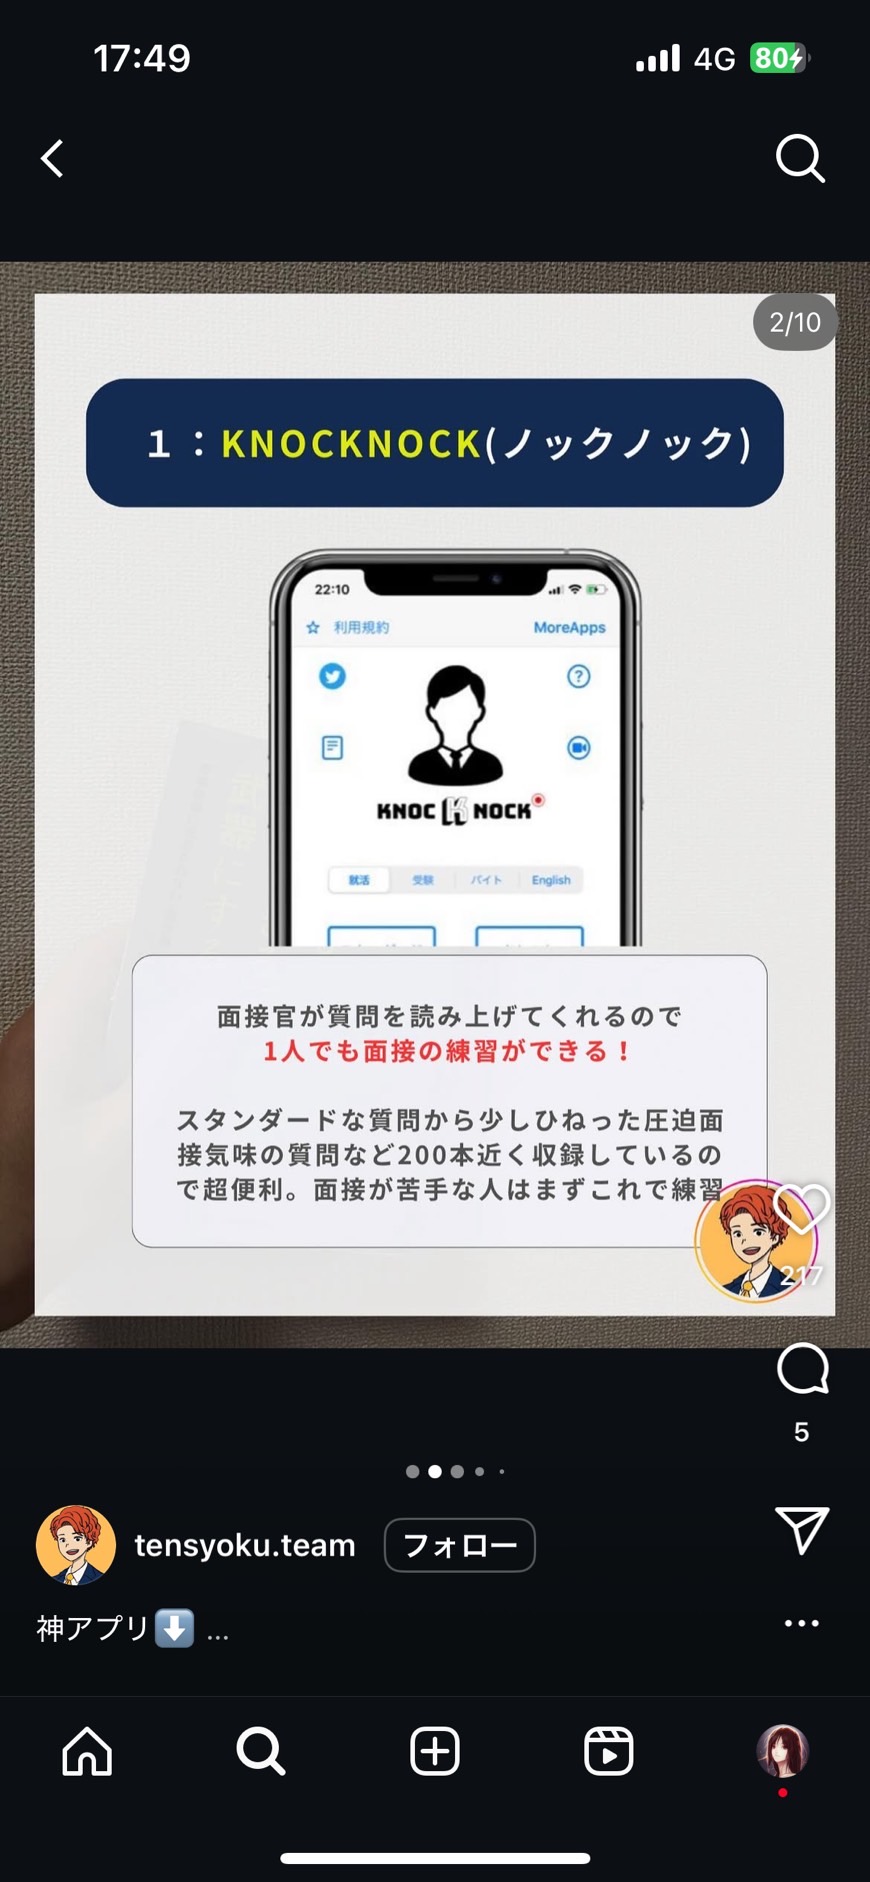 17:49
4G
80
2/10
1：KNOCKNOCK(ノックノック)
22:10
利用規約
MoreApps
KNOC K NOCK
就活 受験 バイト English
面接官が質問を読み上げてくれるので
1人でも面接の練習ができる！
スタンダードな質問から少しひねった圧迫面
接気味の質問など200本近く収録しているの
で超便利。面接が苦手な人はまずこれで練習
217
5
tensyoku.team
フォロー
神アプリ⬇️ ...